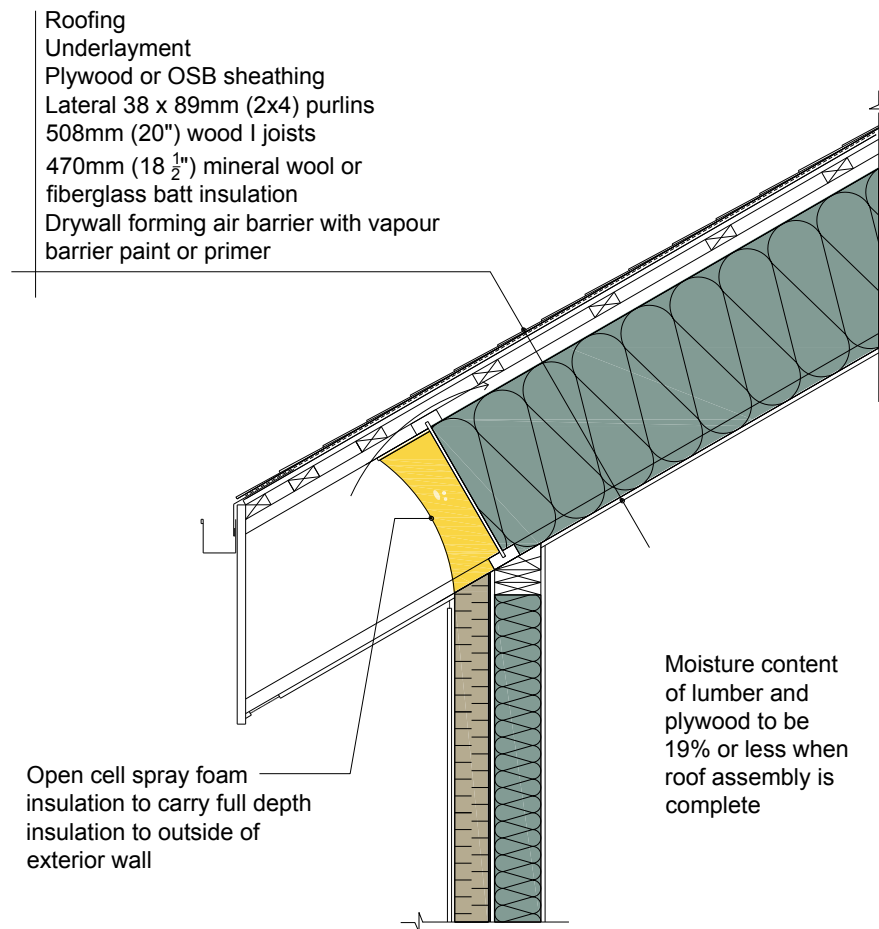 Roofing
Underlayment
Plywood or OSB sheathing
Lateral 38 x 89mm (2x4) purlins
508mm (20") wood I joists
470mm (18 1/2") mineral wool or
fiberglass batt insulation
Drywall forming air barrier with vapour
barrier paint or primer
Moisture content
of lumber and
plywood to be
19% or less when
roof assembly is
complete
Open cell spray foam
insulation to carry full depth
insulation to outside of
exterior wall